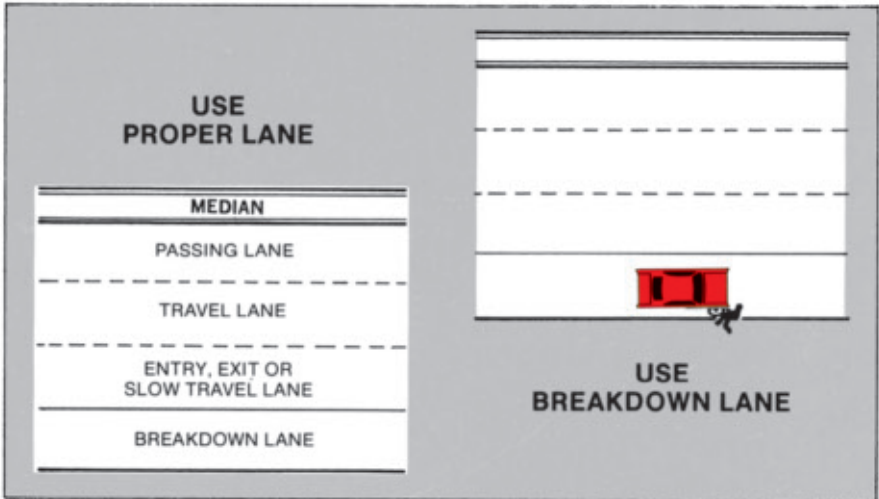 USE
PROPER LANE
MEDIAN
PASSING LANE
TRAVEL LANE
ENTRY, EXIT OR
SLOW TRAVEL LANE
BREAKDOWN LANE
USE
BREAKDOWN LANE